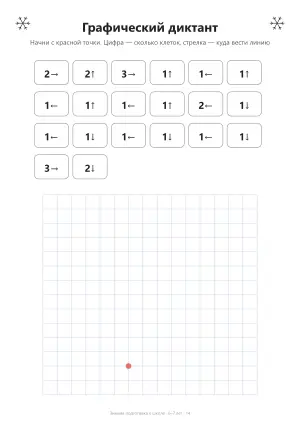 Графический диктант
Начни с красной точки. Цифра — сколько клеток, стрелка — куда вести линию
2→ 2↑ 3→ 1↑ 1← 1↑
1← 1↑ 1← 1↑ 2← 1↓
1← 1↓ 1← 1↓ 1← 1↓
3→ 2↓